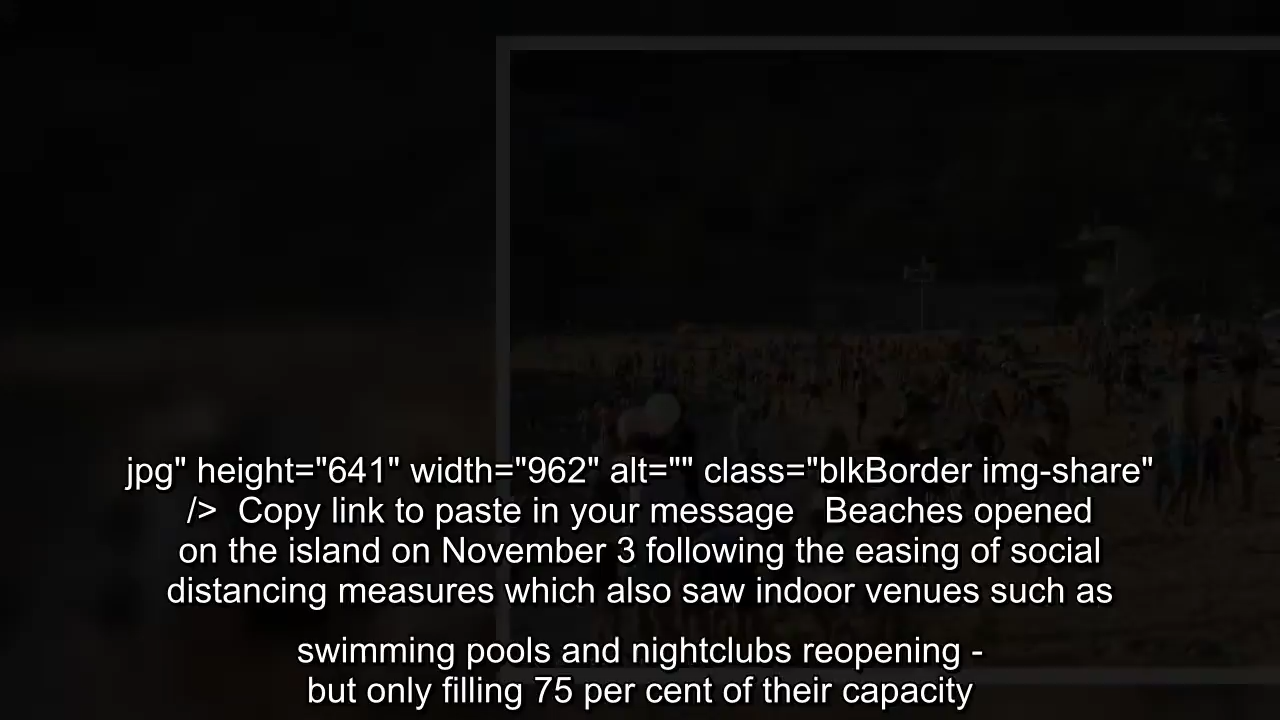 jpg" height="641" width="962" alt="" class="blkBorder img-share"
/>  Copy link to paste in your message   Beaches opened
on the island on November 3 following the easing of social
distancing measures which also saw indoor venues such as
swimming pools and nightclubs reopening -
but only filling 75 per cent of their capacity